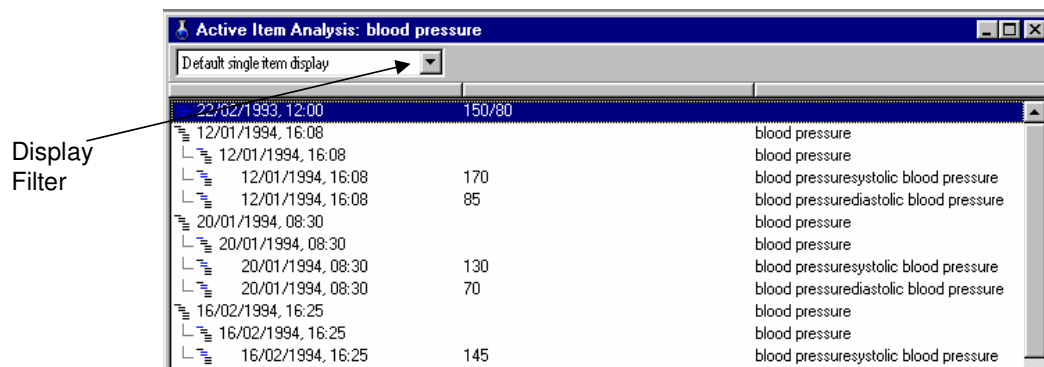 Active Item Analysis: blood pressure
Default single item display
Display
Filter
22/02/1993, 12:00 150/80
12/01/1994, 16:08 blood pressure
12/01/1994, 16:08 blood pressure
12/01/1994, 16:08 170 blood pressuresystolic blood pressure
12/01/1994, 16:08 85 blood pressurediastolic blood pressure
20/01/1994, 08:30 blood pressure
20/01/1994, 08:30 blood pressure
20/01/1994, 08:30 130 blood pressuresystolic blood pressure
20/01/1994, 08:30 70 blood pressurediastolic blood pressure
16/02/1994, 16:25 blood pressure
16/02/1994, 16:25 blood pressure
16/02/1994, 16:25 145 blood pressuresystolic blood pressure